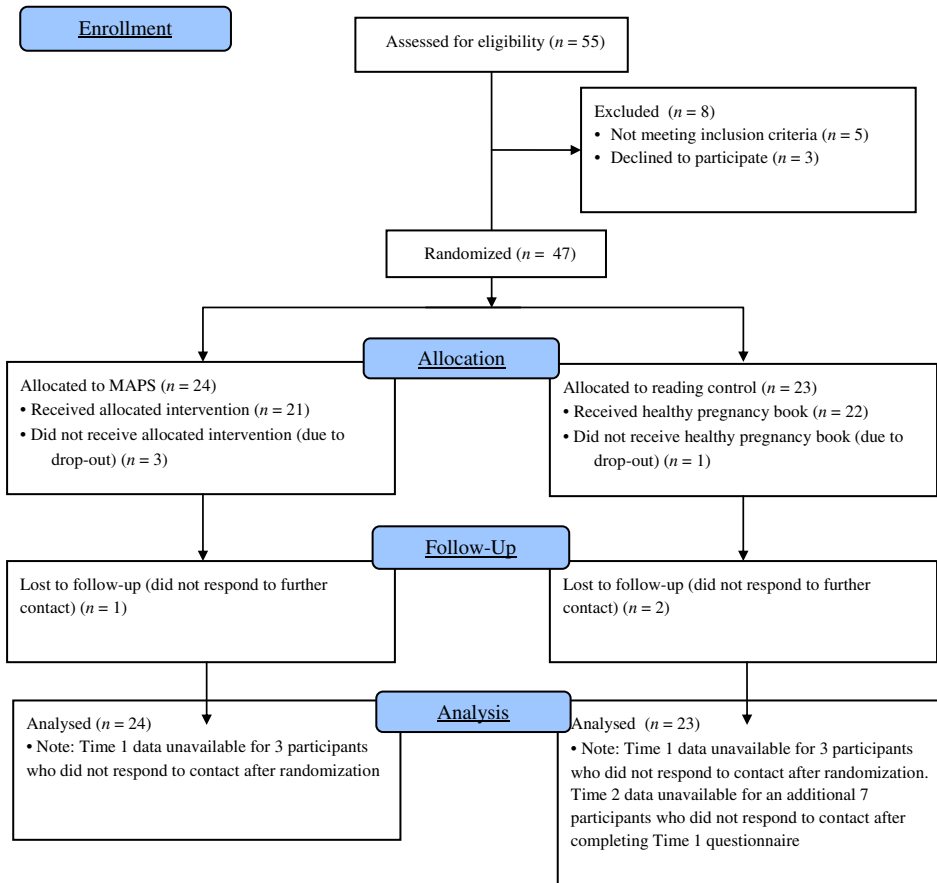 Enrollment
Assessed for eligibility (n = 55)
Excluded (n = 8)
• Not meeting inclusion criteria (n = 5)
• Declined to participate (n = 3)
Randomized (n = 47)
Allocation
Allocated to MAPS (n = 24)
• Received allocated intervention (n = 21)
• Did not receive allocated intervention (due to
drop-out) (n = 3)
Allocated to reading control (n = 23)
• Received healthy pregnancy book (n = 22)
• Did not receive healthy pregnancy book (due to
drop-out) (n = 1)
Follow-Up
Lost to follow-up (did not respond to further
contact) (n = 1)
Lost to follow-up (did not respond to further
contact) (n = 2)
Analysis
Analysed (n = 24)
• Note: Time 1 data unavailable for 3 participants
who did not respond to contact after randomization
Analysed (n = 23)
• Note: Time 1 data unavailable for 3 participants
who did not respond to contact after randomization.
Time 2 data unavailable for an additional 7
participants who did not respond to contact after
completing Time 1 questionnaire